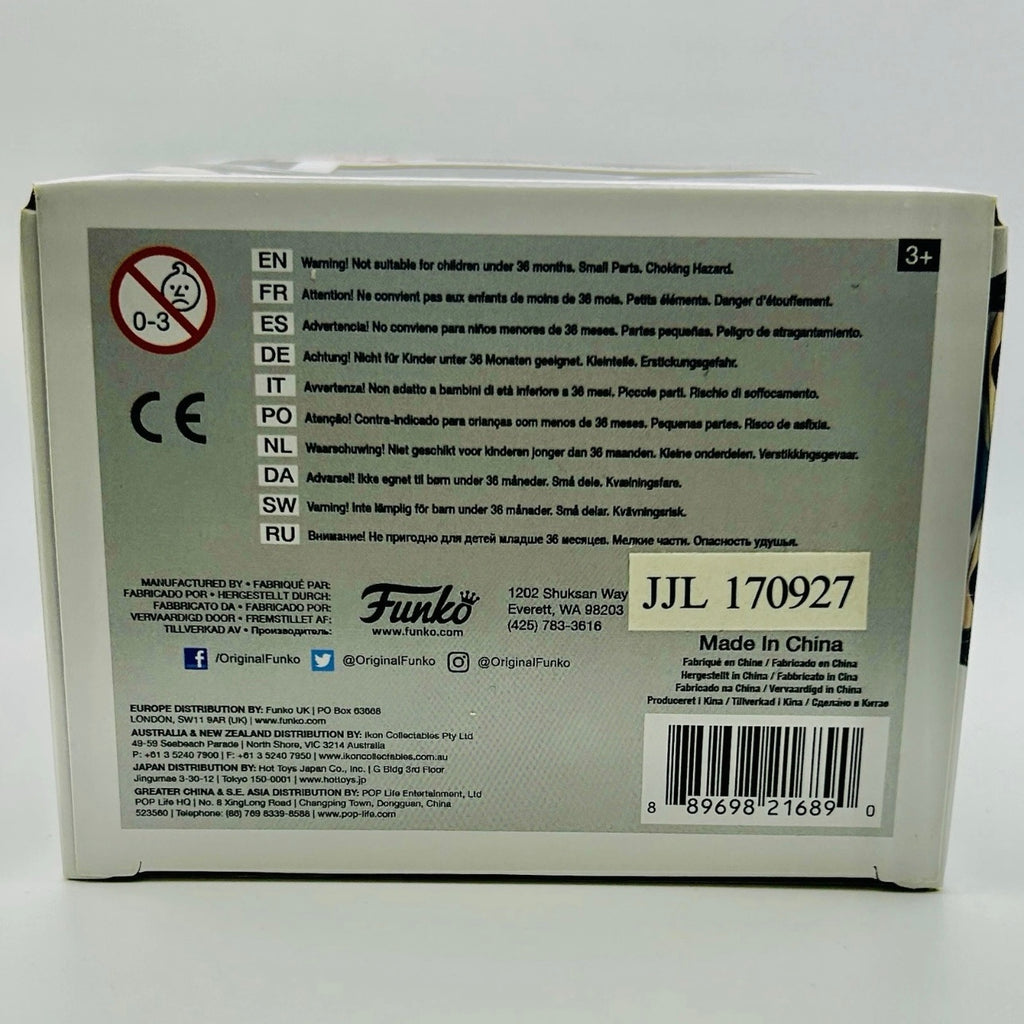 3+
0-3
CE
EN Warning! Not suitable for children under 36 months. Small Parts. Choking Hazard.
FR Attention! Ne convient pas aux enfants de moins de 36 mois. Petits éléments. Danger d'étouffement.
ES Advertencia! No conviene para niños menores de 36 meses. Partes pequeñas. Peligro de atragantamiento.
DE Achtung! Nicht für Kinder unter 36 Monaten geeignet. Kleinteile. Erstickungsgefahr.
IT Avvertenza! Non adatto a bambini di età inferiore a 36 mesi. Piccole parti. Rischio di soffocamento.
PO Atenção! Contra-indicado para crianças com menos de 36 meses. Pequenas partes. Risco de asfixia.
NL Waarschuwing! Niet geschikt voor kinderen jonger dan 36 maanden. Kleine onderdelen. Verstikkingsgevaar.
DA Advarsel! Ikke egnet til børn under 36 måneder. Små dele. Kvælningsfare.
SW Varning! Inte lämplig för barn under 36 månader. Små delar. Kvävningsrisk.
RU Внимание! Не пригодно для детей младше 36 месяцев. Мелкие части. Опасность удушья.
MANUFACTURED BY • FABRIQUÉ PAR:
FABRICADO POR • HERGESTELLT DURCH:
FABBRICATO DA • FABRICADO POR:
VERVAARDIGD DOOR • FREMSTILLET AF:
TILLVERKAD AV • Производитель:
Funko
www.funko.com
1202 Shuksan Way
Everett, WA 98203
(425) 783-3616
JJL 170927
/OriginalFunko @OriginalFunko @OriginalFunko
Made In China
Fabriqué en Chine / Fabricado en China
Hergestellt in China / Fabbricato in Cina
Fabricado na China / Vervaardigd in China
Produceret i Kina / Tillverkad i Kina / Сделано в Китае
EUROPE DISTRIBUTION BY: Funko UK | PO Box 63668
LONDON, SW11 9AR (UK) | www.funko.com
AUSTRALIA & NEW ZEALAND DISTRIBUTION BY: Ikon Collectables Pty Ltd
49-59 Seabeach Parade | North Shore, VIC 3214 Australia
P: +61 3 5240 7900 | F: +61 3 5240 7950 | www.ikoncollectables.com.au
JAPAN DISTRIBUTION BY: Hot Toys Japan Co., Inc. | G Bldg 3rd Floor
Jingumae 3-30-12 | Tokyo 150-0001 | www.hottoys.jp
GREATER CHINA & S.E. ASIA DISTRIBUTION BY: POP Life Entertainment, Ltd
POP Life HQ | No. 8 XingLong Road | Changping Town, Dongguan, China
523560 | Telephone: (86) 769 8339-8588 | www.pop-life.com
8 89698 21689 0